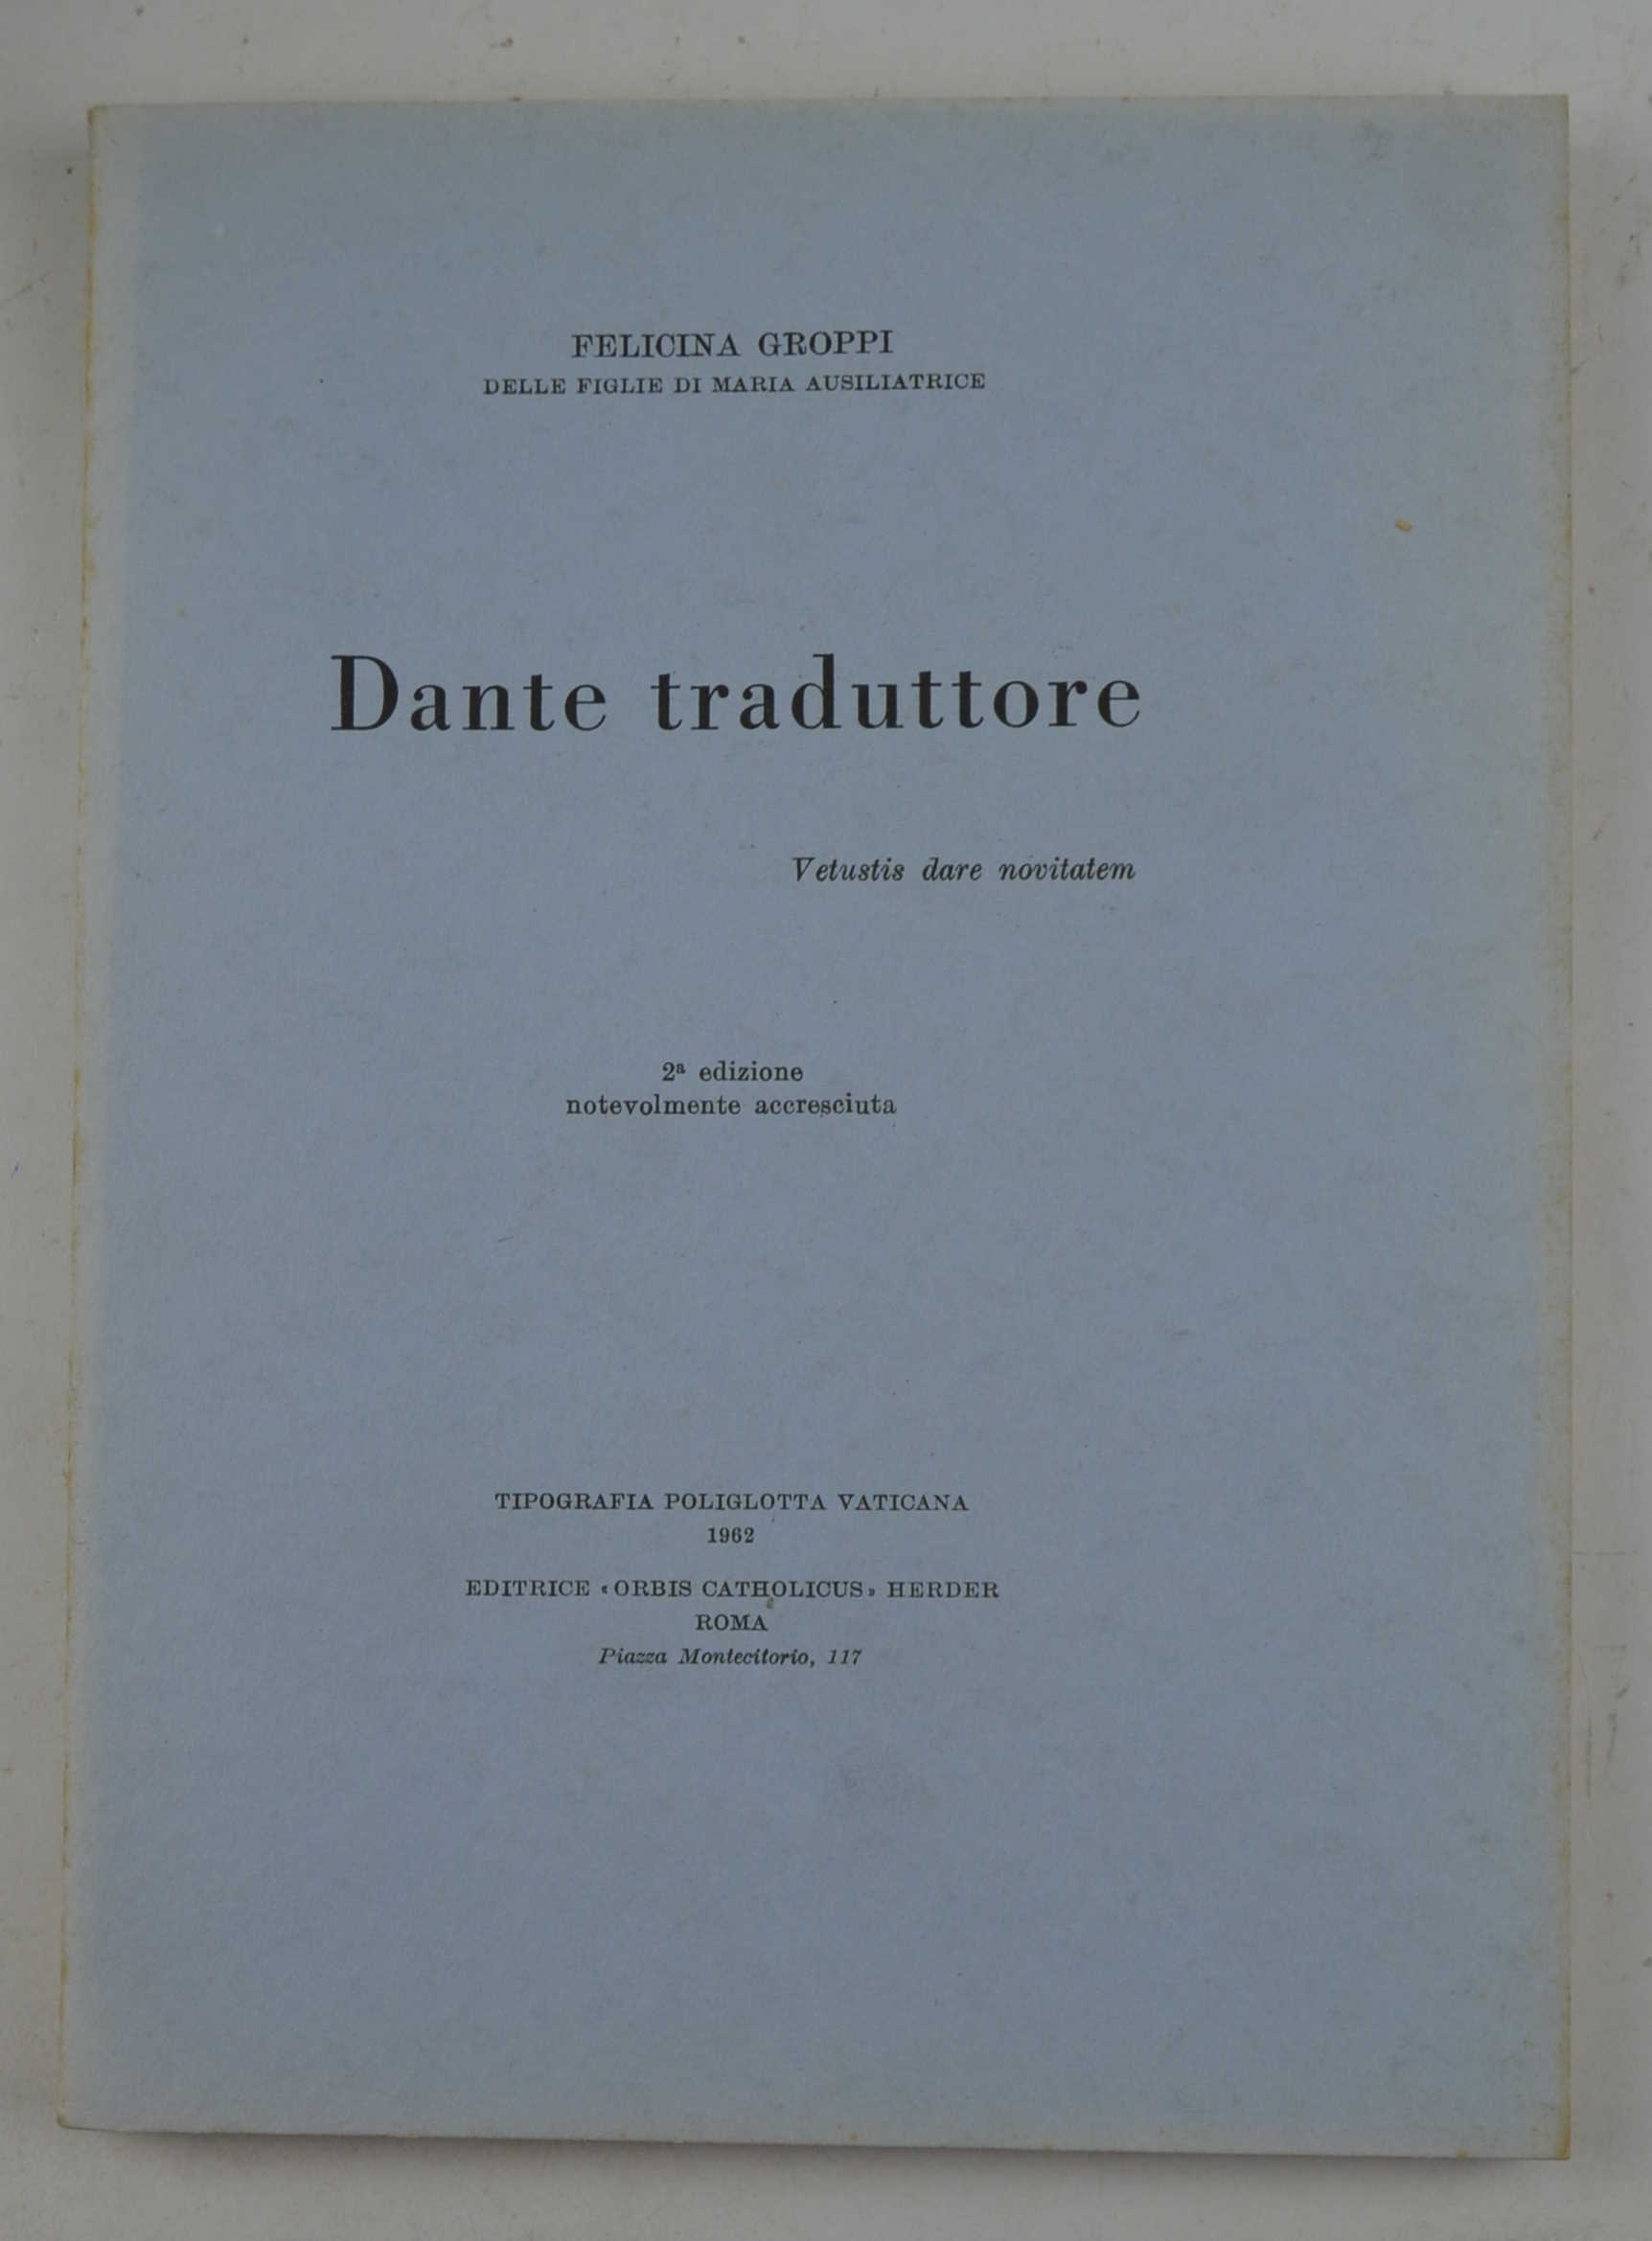 FELICINA GROPPI
DELLE FIGLIE DI MARIA AUSILIATRICE
Dante traduttore
Vetustis dare novitatem
2ª edizione
notevolmente accresciuta
TIPOGRAFIA POLIGLOTTA VATICANA
1962
EDITRICE «ORBIS CATHOLICUS» HERDER
ROMA
Piazza Montecitorio, 117